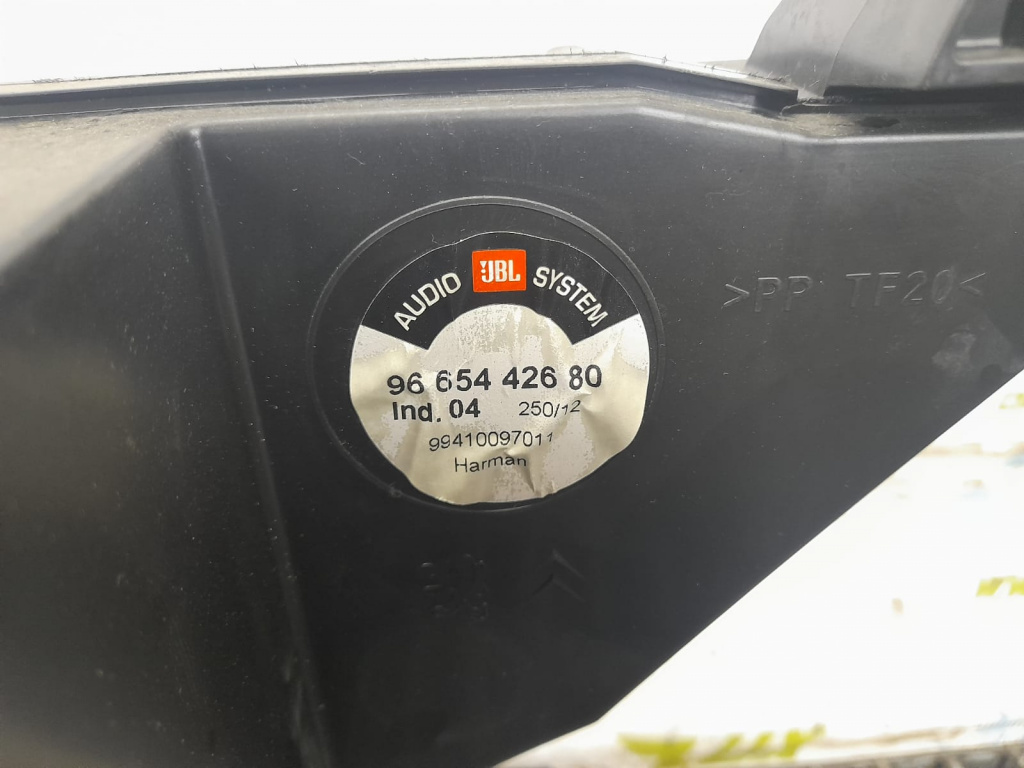 AUDIO JBL SYSTEM
96 654 426 80
Ind. 04 250/12
99410097011
Harman
>PP TF20<